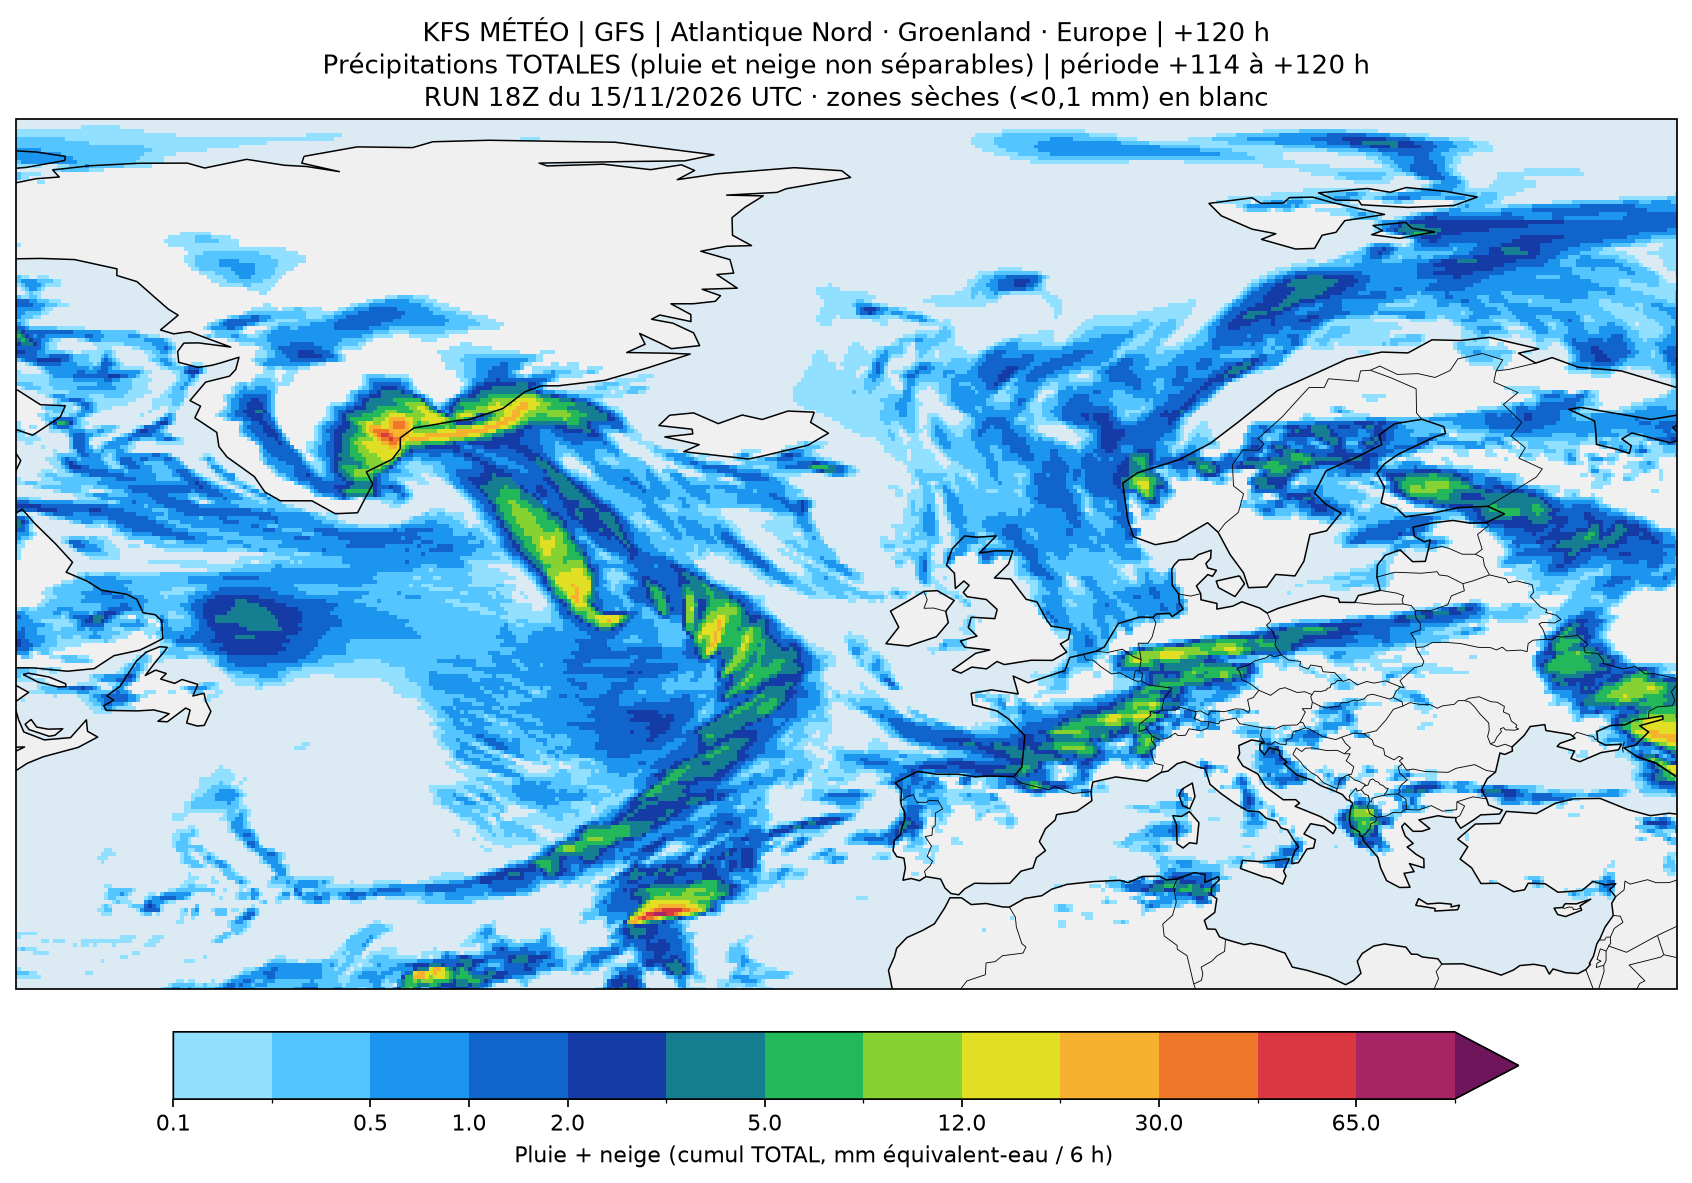 KFS MÉTÉO | GFS | Atlantique Nord · Groenland · Europe | +120 h
Précipitations TOTALES (pluie et neige non séparables) | période +114 à +120 h
RUN 18Z du 15/11/2026 UTC · zones sèches (<0,1 mm) en blanc
0.1 0.5 1.0 2.0 5.0 12.0 30.0 65.0
Pluie + neige (cumul TOTAL, mm équivalent-eau / 6 h)